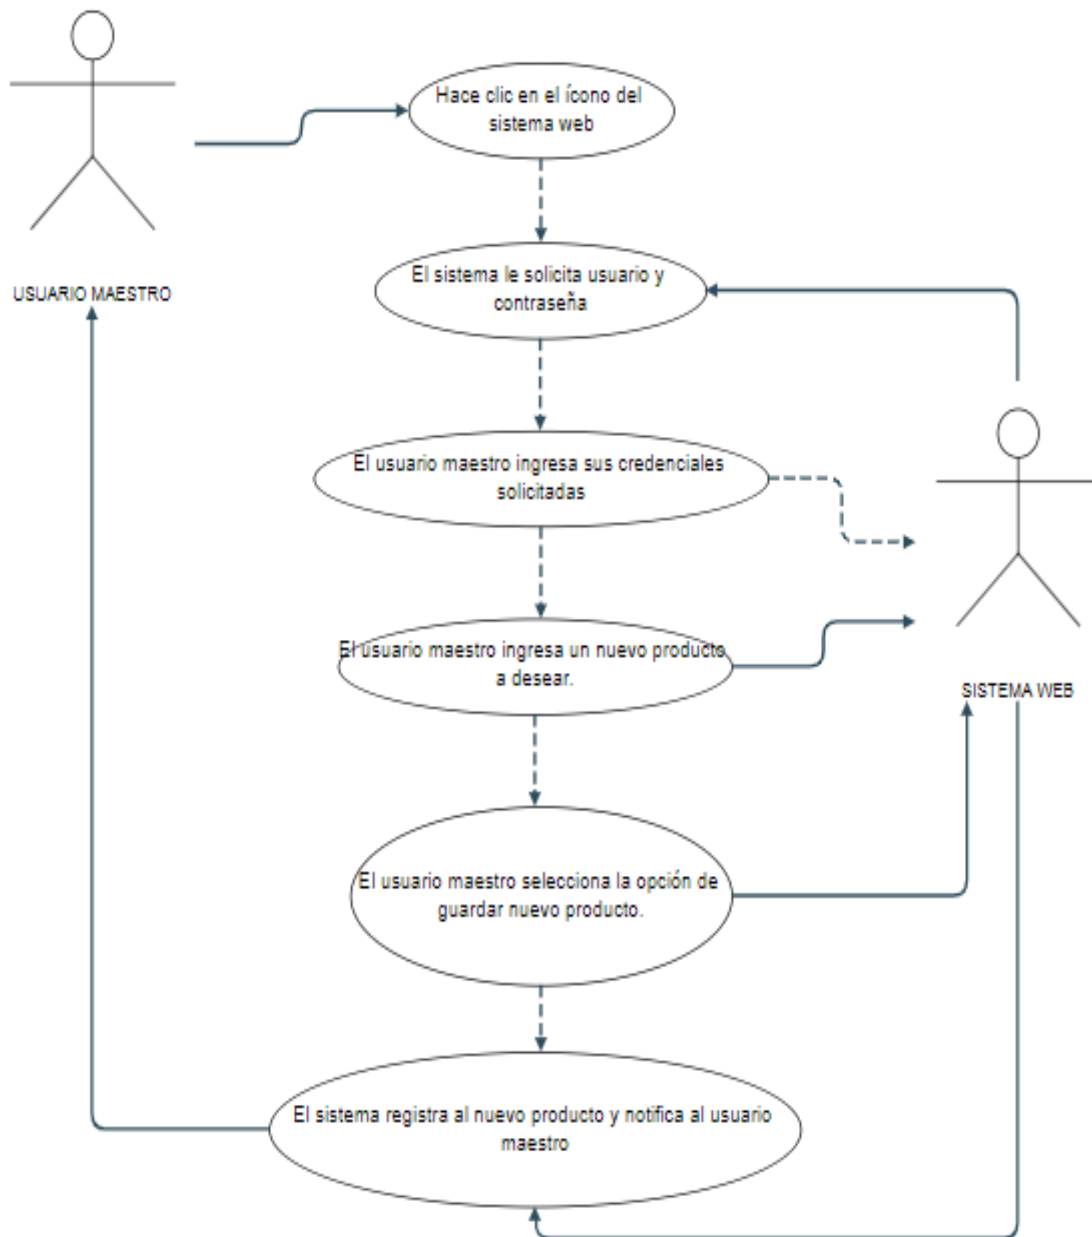 Hace clic en el ícono del
sistema web
El sistema le solicita usuario y
contraseña
USUARIO MAESTRO
El usuario maestro ingresa sus credenciales
solicitadas
El usuario maestro ingresa un nuevo producto
a desear.
SISTEMA WEB
El usuario maestro selecciona la opción de
guardar nuevo producto.
El sistema registra al nuevo producto y notifica al usuario
maestro